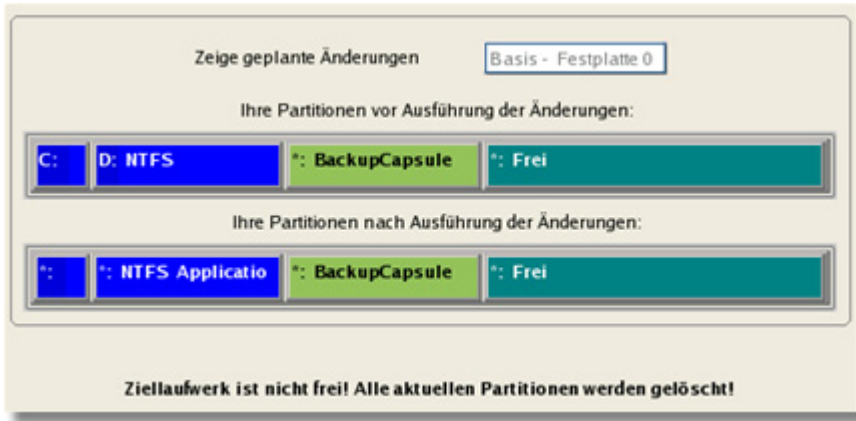 Zeige geplante Änderungen Basis - Festplatte 0
Ihre Partitionen vor Ausführung der Änderungen:
C: D: NTFS *: BackupCapsule *: Frei
Ihre Partitionen nach Ausführung der Änderungen:
*: *: NTFS Applicatio *: BackupCapsule *: Frei
Ziellaufwerk ist nicht frei! Alle aktuellen Partitionen werden gelöscht!